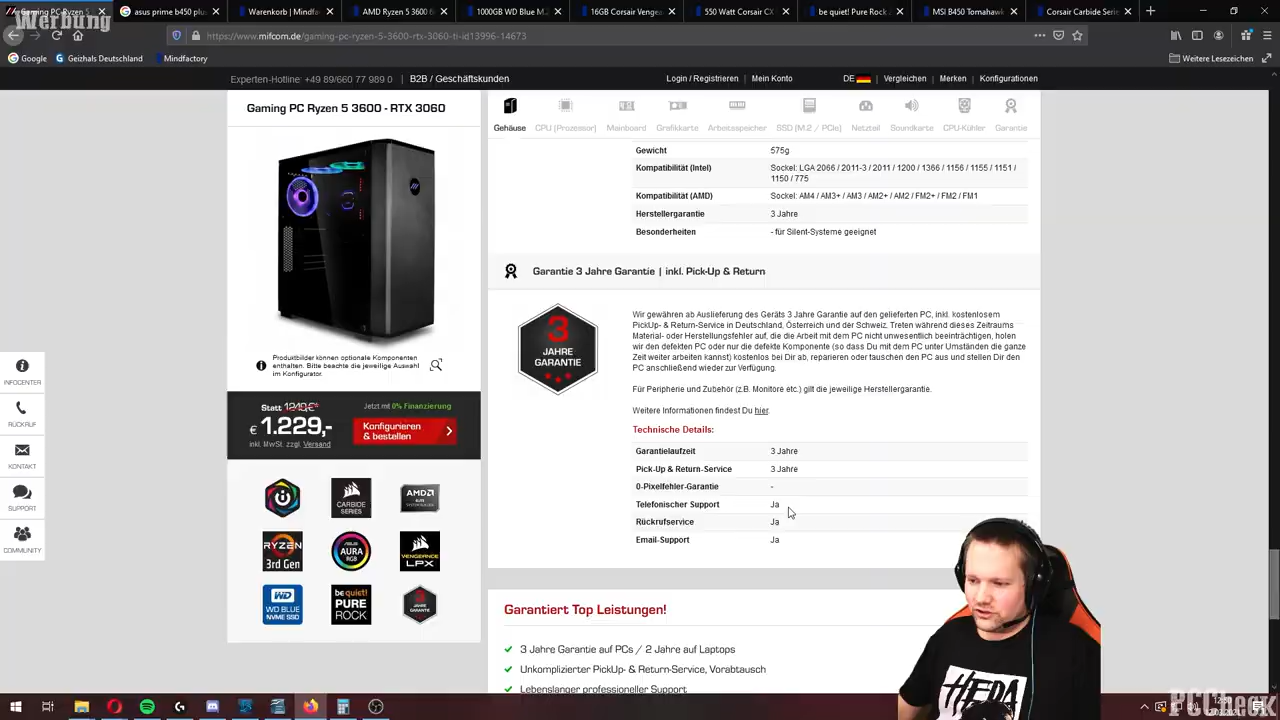 Werbung
Gaming PC Ryzen 5
asus prime b450 plus
Warenkorb | Mindfac
AMD Ryzen 5 3600 6
1000GB WD Blue M.2
16GB Corsair Vengea
550 Watt Corsair CX
be quiet! Pure Rock
MSI B450 Tomahawk
Corsair Carbide Serie
https://www.mifcom.de/gaming-pc-ryzen-5-3600-rtx-3060-ti-id13996-14673
Google
Geizhals Deutschland
Mindfactory
Weitere Lesezeichen
Experten-Hotline: +49 89/660 77 989 0 | B2B / Geschäftskunden
Login / Registrieren | Mein Konto
DE | Vergleichen | Merken | Konfigurationen
Gaming PC Ryzen 5 3600 - RTX 3060
Gehäuse
CPU (Prozessor)
Mainboard
Grafikkarte
Arbeitsspeicher
SSD (M.2 / PCIe)
Netzteil
Soundkarte
CPU-Kühler
Garantie
Gewicht 575g
Kompatibilität (Intel) Sockel: LGA 2066 / 2011-3 / 2011 / 1200 / 1366 / 1156 / 1155 / 1151 /
1150 / 775
Kompatibilität (AMD) Sockel: AM4 / AM3+ / AM3 / AM2+ / AM2 / FM2+ / FM2 / FM1
Herstellergarantie 3 Jahre
Besonderheiten - für Silent-Systeme geeignet
Garantie 3 Jahre Garantie | inkl. Pick-Up & Return
3
JAHRE
GARANTIE
Wir gewähren ab Auslieferung des Geräts 3 Jahre Garantie auf den gelieferten PC, inkl. kostenlosem
PickUp- & Return-Service in Deutschland, Österreich und der Schweiz. Treten während dieses Zeitraums
Material- oder Herstellungsfehler auf, die die Arbeit mit dem PC nicht unwesentlich beeinträchtigen, holen
wir den defekten PC oder nur die defekte Komponente (so dass Du mit dem PC unter Umständen die ganze
Zeit weiter arbeiten kannst) kostenlos bei Dir ab, reparieren oder tauschen den PC aus und stellen Dir den
PC anschließend wieder zur Verfügung.
Für Peripherie und Zubehör (z.B. Monitore etc.) gilt die jeweilige Herstellergarantie.
Weitere Informationen findest Du hier.
Technische Details:
Garantielaufzeit 3 Jahre
Pick-Up & Return-Service 3 Jahre
0-Pixelfehler-Garantie -
Telefonischer Support Ja
Rückrufservice Ja
Email-Support Ja
Garantiert Top Leistungen!
3 Jahre Garantie auf PCs / 2 Jahre auf Laptops
Unkomplizierter PickUp- & Return-Service, Vorabtausch
Lebenslanger professioneller Support
Produktbilder können optionale Komponenten
enthalten. Bitte beachte die jeweilige Auswahl
im Konfigurator.
Statt 1249 €*
Jetzt mit 0% Finanzierung
€ 1.229,-
inkl. MwSt. zzgl. Versand
Konfigurieren
& bestellen
CARBIDE
SERIES
AMD
RYZEN
3rd Gen
ASUS
AURA
RGB
VENGEANCE
LPX
WD
WD BLUE
NVME SSD
be quiet!
PURE
ROCK
3
JAHRE
GARANTIE
INFOCENTER
RÜCKRUF
KONTAKT
SUPPORT
COMMUNITY
HEDA
PCCheck